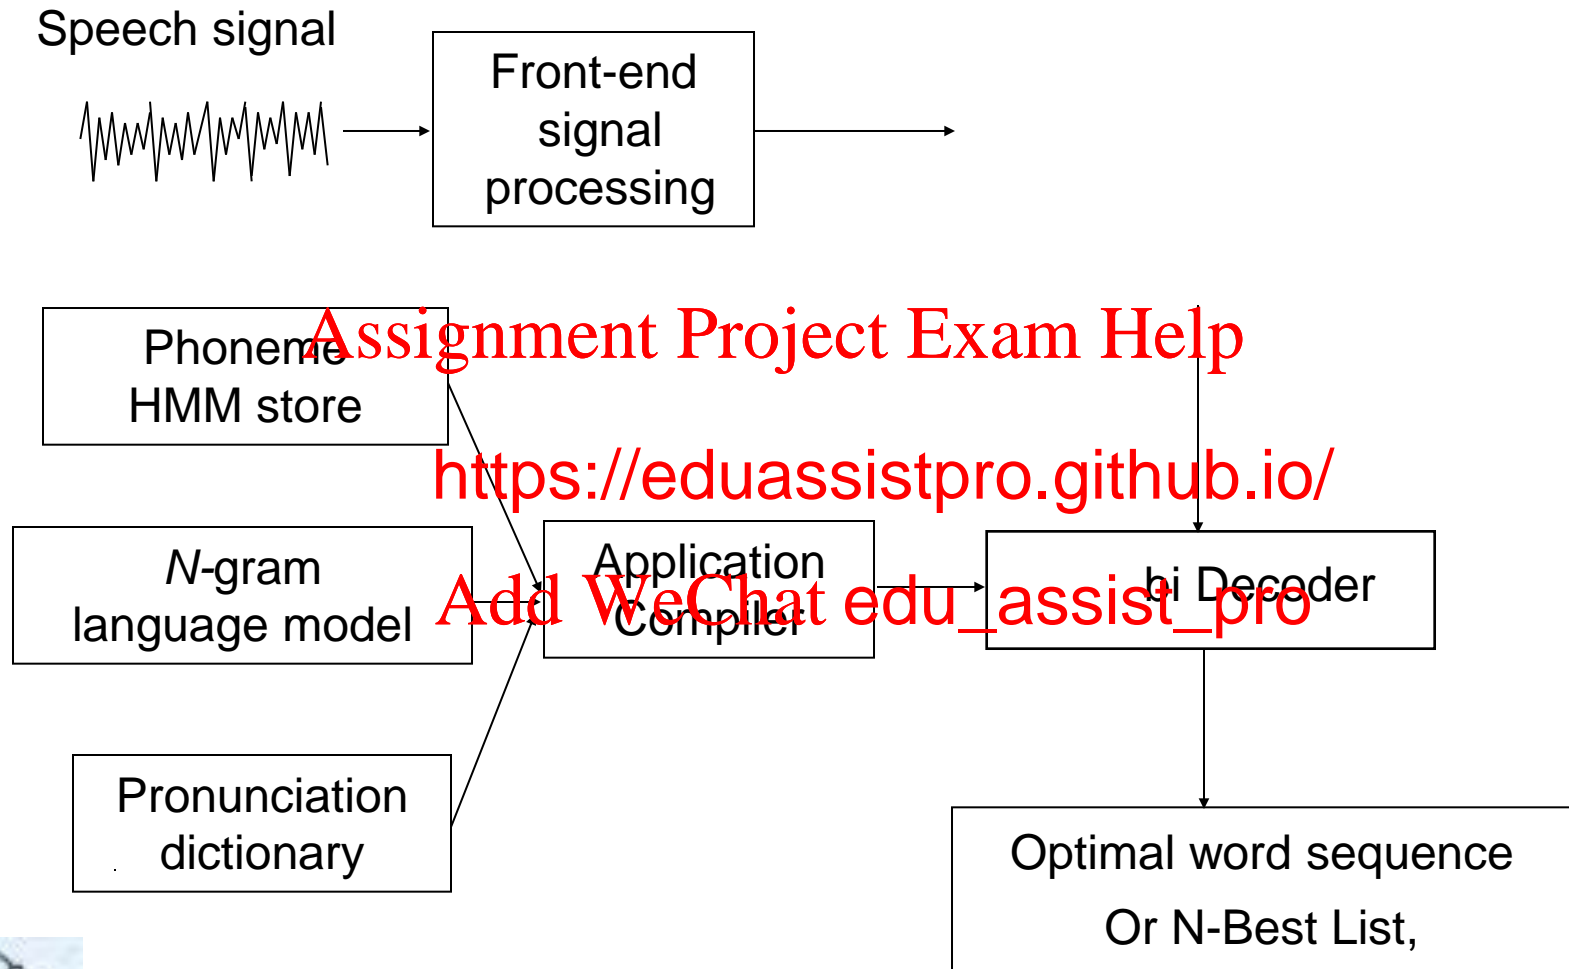 Speech signal
Front-end
signal
processing
Phoneme
HMM store
Assignment Project Exam Help
https://eduassistpro.github.io/
N-gram
language model
Application
Compiler
bi Decoder
Add WeChat edu_assist_pro
Pronunciation
dictionary
Optimal word sequence
Or N-Best List,